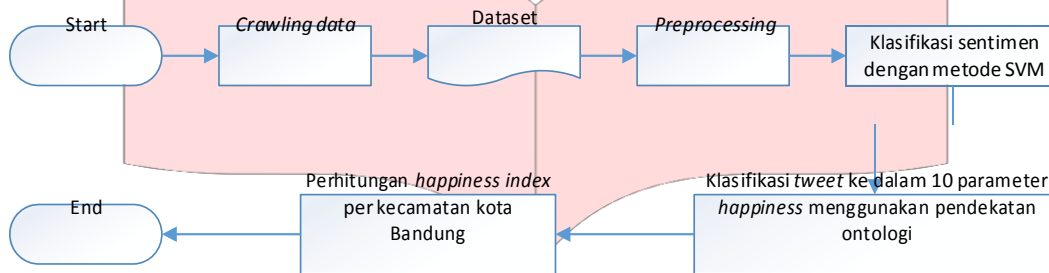 Start
Crawling data
Dataset
Preprocessing
Klasifikasi sentimen
dengan metode SVM
Klasifikasi tweet ke dalam 10 parameter
happiness menggunakan pendekatan
ontologi
Perhitungan happiness index
per kecamatan kota
Bandung
End